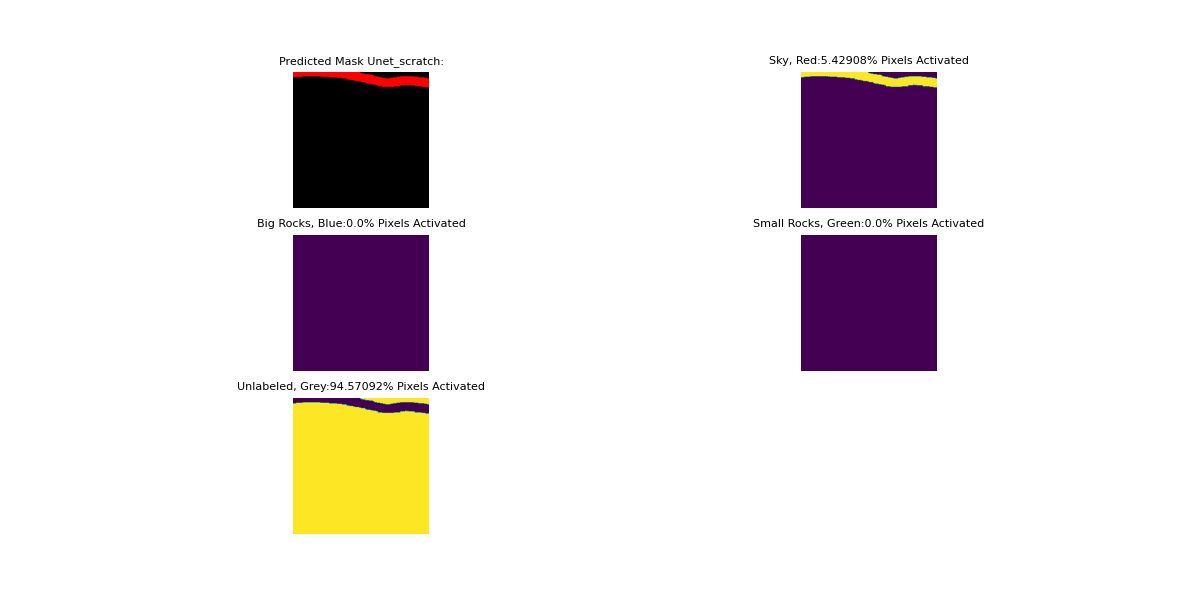 Predicted Mask Unet_scratch:
Sky, Red:5.42908% Pixels Activated
Big Rocks, Blue:0.0% Pixels Activated
Small Rocks, Green:0.0% Pixels Activated
Unlabeled, Grey:94.57092% Pixels Activated